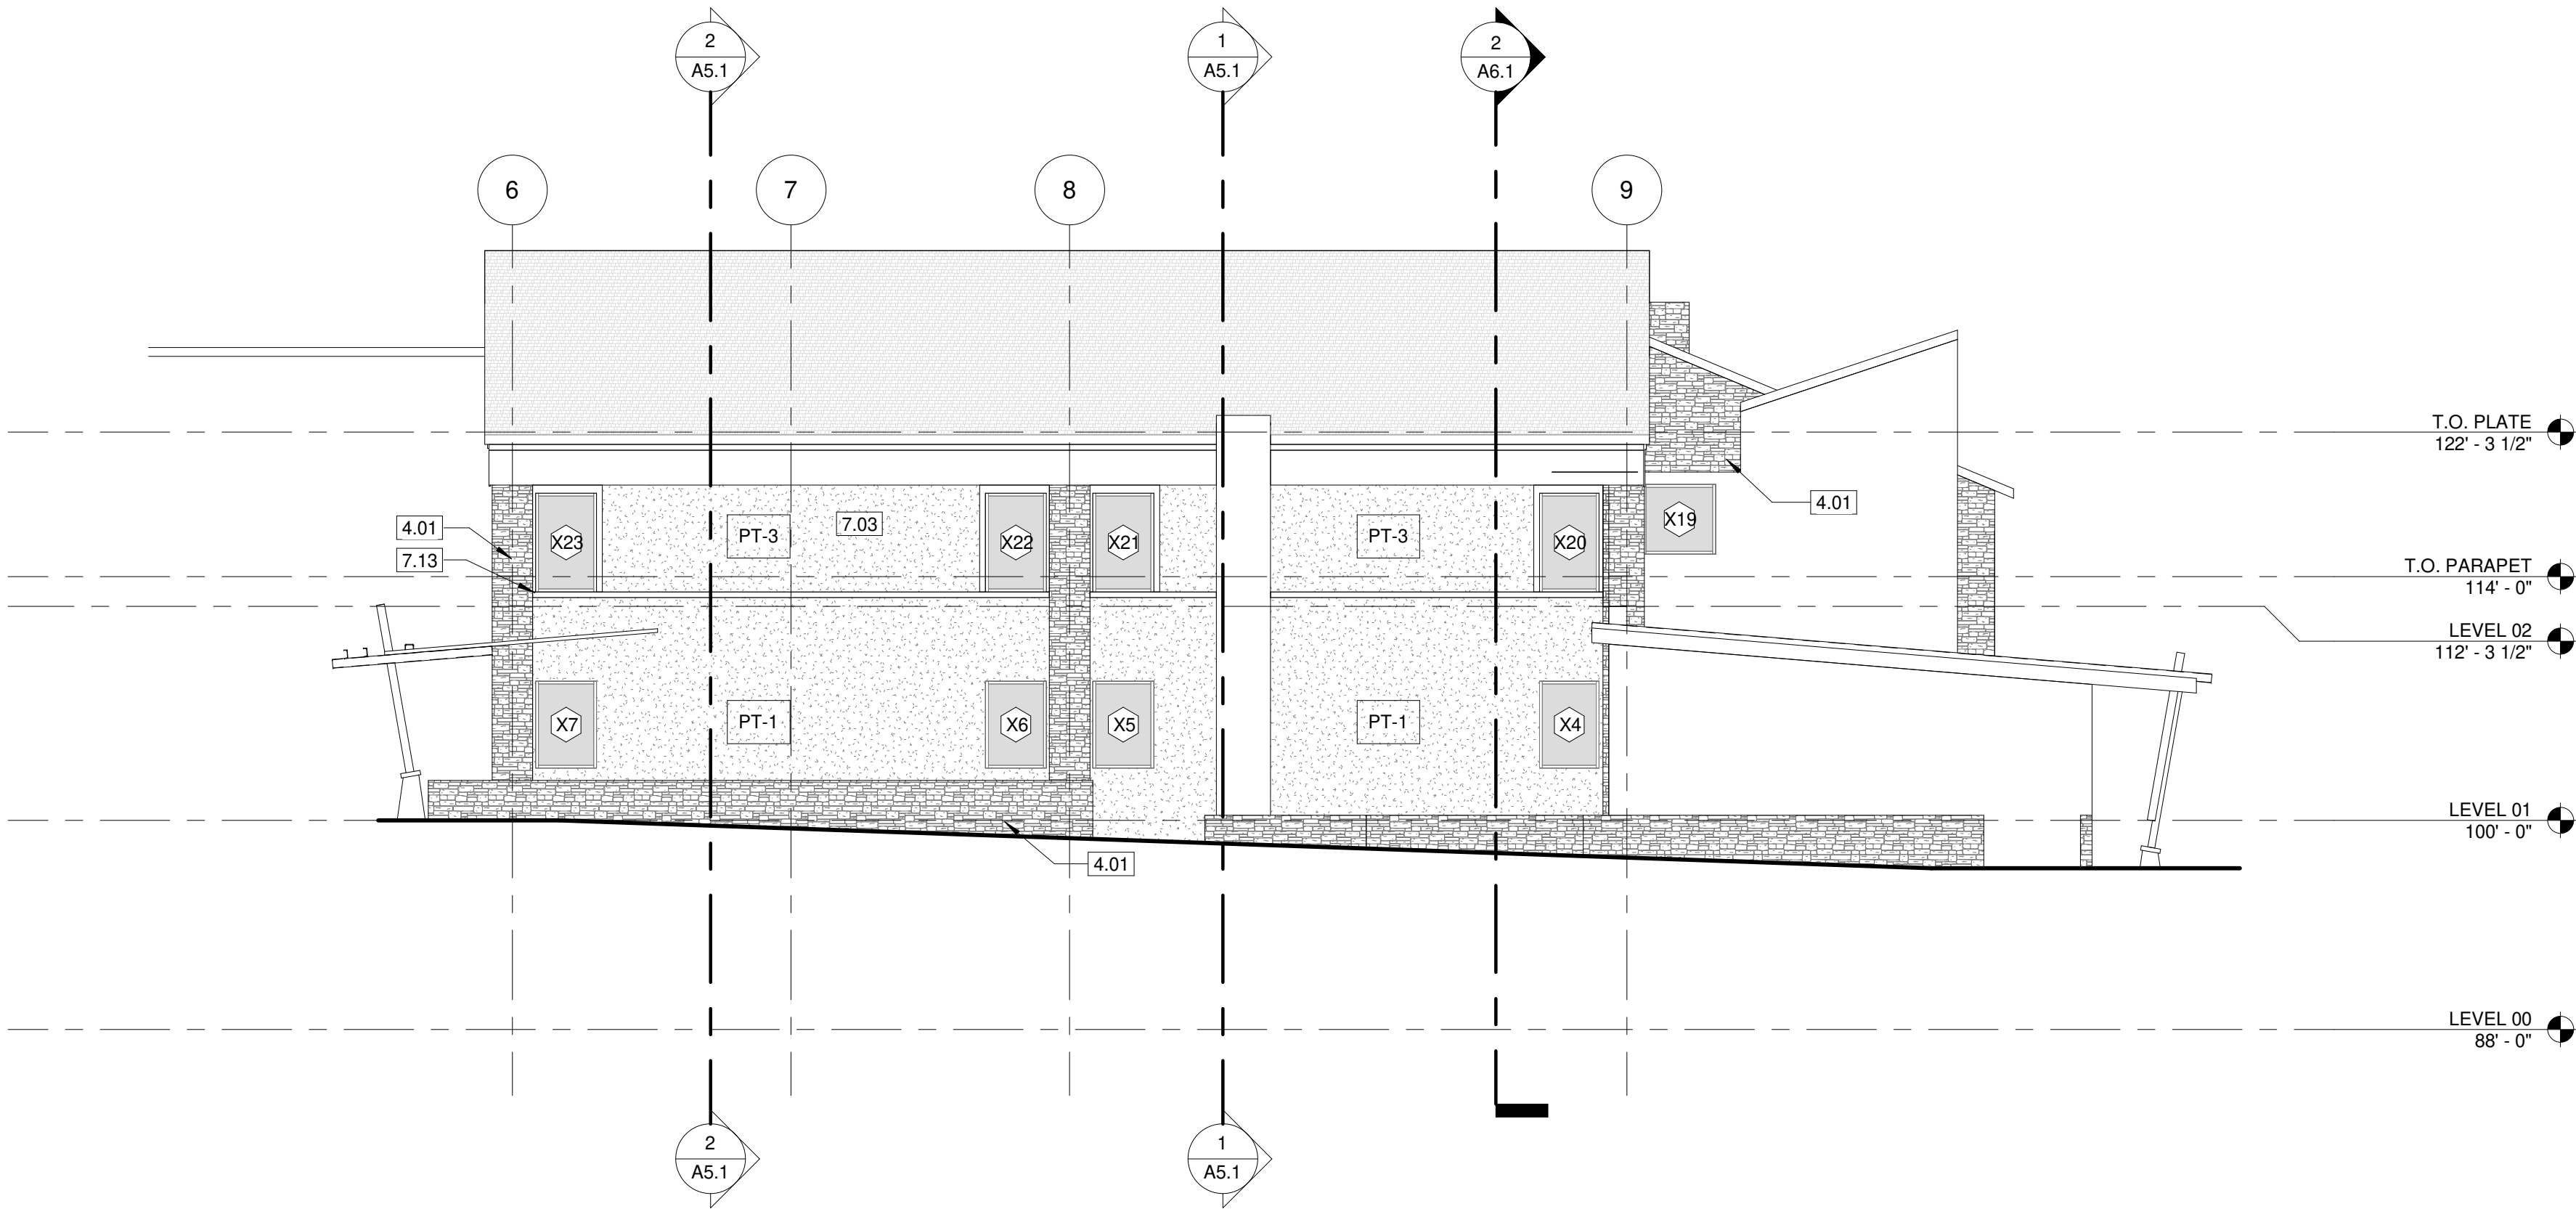 2
A5.1
1
A5.1
2
A6.1
6
7
8
9
T.O. PLATE
122' - 3 1/2"
4.01
7.13
X23
PT-3
7.03
X22
X21
PT-3
X20
X19
4.01
T.O. PARAPET
114' - 0"
LEVEL 02
112' - 3 1/2"
X7
PT-1
X6
X5
PT-1
X4
LEVEL 01
100' - 0"
4.01
LEVEL 00
88' - 0"
2
A5.1
1
A5.1